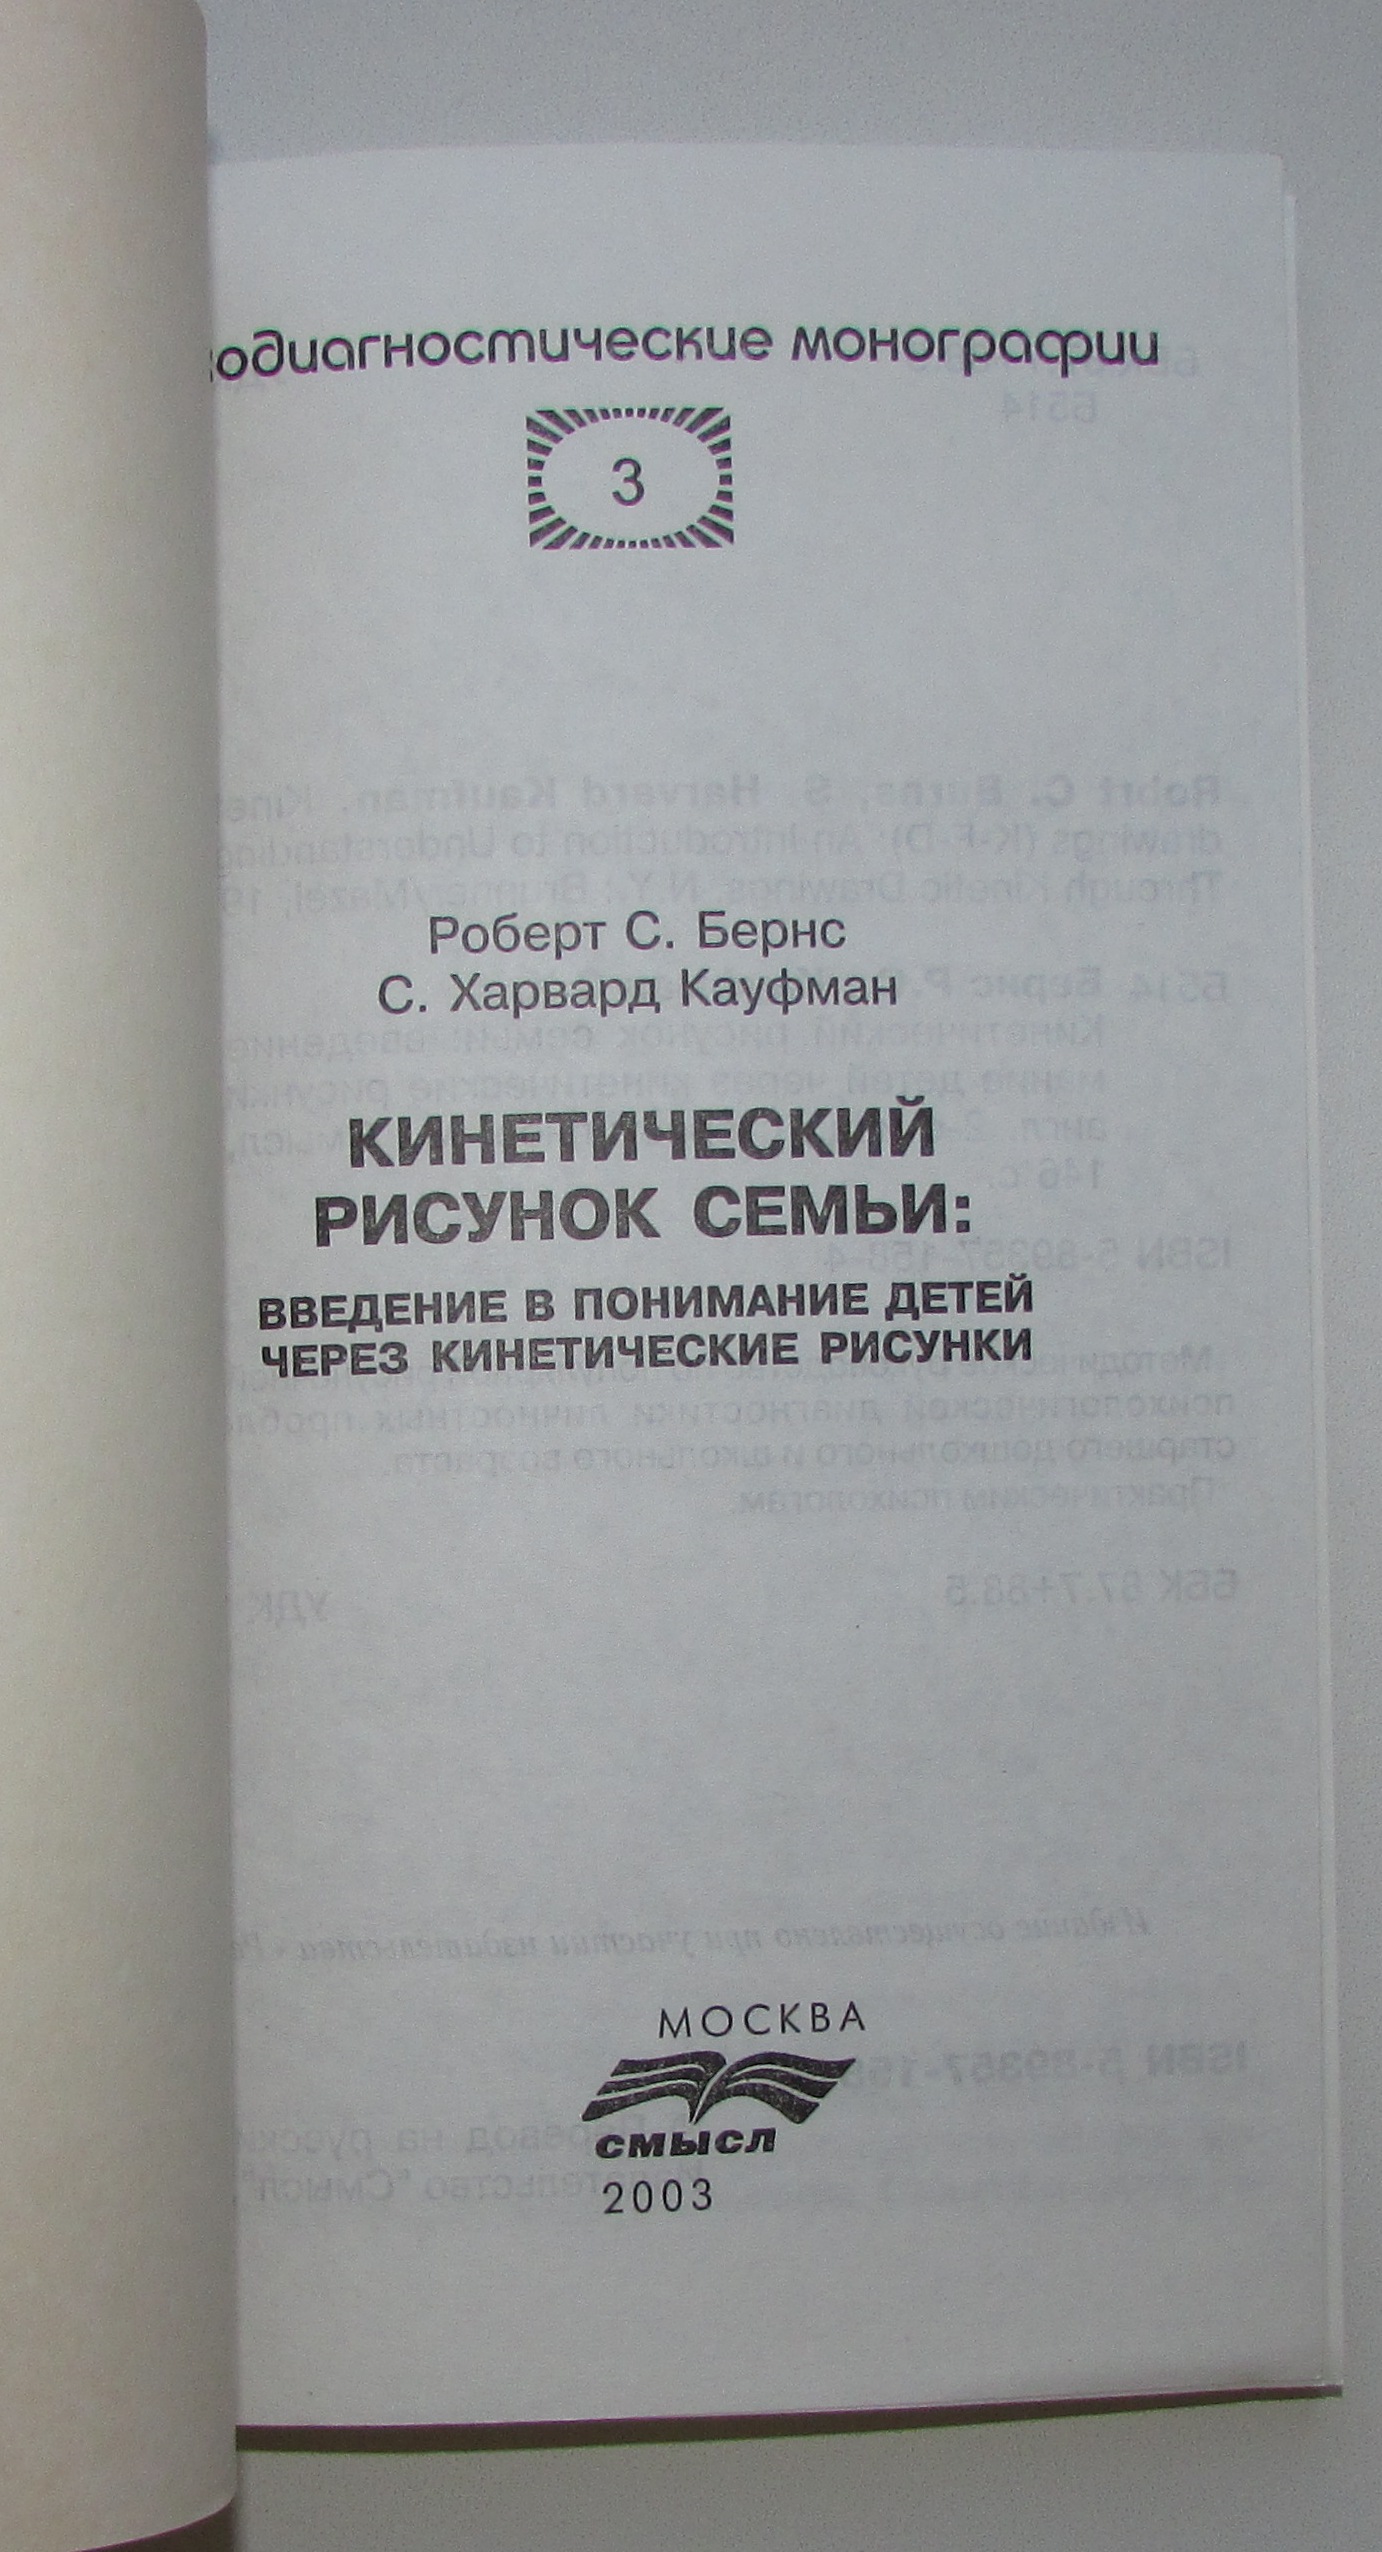 одиагностические монографии
3
Роберт С. Бернс
С. Харвард Кауфман
КИНЕТИЧЕСКИЙ
РИСУНОК СЕМЬИ:
ВВЕДЕНИЕ В ПОНИМАНИЕ ДЕТЕЙ
ЧЕРЕЗ КИНЕТИЧЕСКИЕ РИСУНКИ
МОСКВА
СМЫСЛ
2003